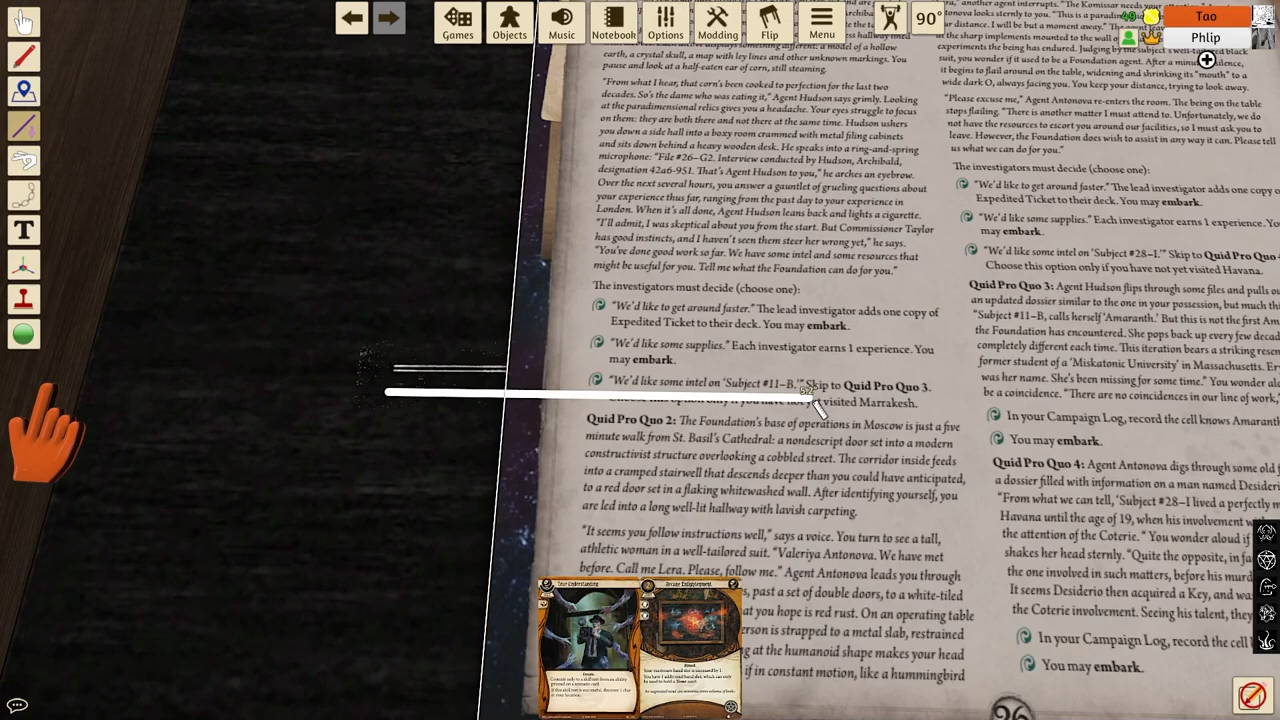 Games
Objects
Music
Notebook
Options
Modding
Flip
Menu
90°
49
Tao
Phlip
T
earth, a crystal skull, a map with ley lines and other unknown markings. You
pause and look at a half-eaten ear of corn, still steaming.
"From what I hear, that corn's been cooked to perfection for the last two
decades. So's the dame who was eating it," Agent Hudson says grimly. Looking
at the paradimensional relics gives you a headache. Your eyes struggle to focus
on them: they are both there and not there at the same time. Hudson ushers
you down a side hall into a boxy room crammed with metal filing cabinets
and sits down behind a heavy wooden desk. He speaks into a ring-and-spring
microphone: "File #26–G2. Interview conducted by Hudson, Archibald,
designation 42a6-951. That's Agent Hudson to you," he arches an eyebrow.
Over the next several hours, you answer a gauntlet of grueling questions about
your experience thus far, ranging from the past day to your experience in
London. When it's all done, Agent Hudson leans back and lights a cigarette.
"I'll admit, I was skeptical about you from the start. But Commissioner Taylor
has good instincts, and I haven't seen them steer her wrong yet," he says.
"You've done good work so far. We have some intel and some resources that
might be useful for you. Tell me what the Foundation can do for you."
The investigators must decide (choose one):
"We'd like to get around faster." The lead investigator adds one copy of
Expedited Ticket to their deck. You may embark.
"We'd like some supplies." Each investigator earns 1 experience. You
may embark.
"We'd like some intel on 'Subject #11–B.'" Skip to Quid Pro Quo 3.
visited Marrakesh.
Quid Pro Quo 2: The Foundation's base of operations in Moscow is just a five
minute walk from St. Basil's Cathedral: a nondescript door set into a modern
constructivist structure overlooking a cobbled street. The corridor inside feeds
into a cramped stairwell that descends deeper than you could have anticipated,
to a red door set in a flaking whitewashed wall. After identifying yourself, you
are led into a long well-lit hallway with lavish carpeting.
"It seems you follow instructions well," says a voice. You turn to see a tall,
athletic woman in a well-tailored suit. "Valeriya Antonova. We have met
before. Call me Lera. Please, follow me." Agent Antonova leads you through
s, past a set of double doors, to a white-tiled
at you hope is red rust. On an operating table
erson is strapped to a metal slab, restrained
g at the humanoid shape makes your head
if in constant motion, like a hummingbird
another agent interrupts. "The Komissar needs your
experiments the being has endured. Judging by the subject's well-tailored black
suit, you wonder if it used to be a Foundation agent. After a minute
it begins to flail around on the table, widening and shrinking its "mouth" to a
wide dark O, always facing you. You keep your distance, trying to look away.
"Please excuse me," Agent Antonova re-enters the room. The being on the table
stops flailing. "There is another matter I must attend to. Unfortunately, we do
not have the resources to escort you around our facilities, so I must ask you to
leave. However, the Foundation does wish to assist in any way it can. Please tell
us what we can do for you."
The investigators must decide (choose one):
"We'd like to get around faster." The lead investigator adds one copy o
Expedited Ticket to their deck. You may embark.
"We'd like some supplies." Each investigator earns 1 experience. Yo
may embark.
"We'd like some intel on 'Subject #28–I.'" Skip to Quid Pro Quo
Choose this option only if you have not yet visited Havana.
Quid Pro Quo 3: Agent Hudson flips through some files and pulls ou
an updated dossier similar to the one in your possession, but much th
"Subject #11–B, calls herself 'Amaranth.' But this is not the first Am
the Foundation has encountered. She pops back up every few decad
completely different each time. This iteration bears a striking resem
former student of a 'Miskatonic University' in Massachusetts. Er
was her name. She's been missing for some time." You wonder al
"There are no coincidences in our line of work,
In your Campaign Log, record the cell knows Amaranth
You may embark.
Quid Pro Quo 4: Agent Antonova digs through some old f
a dossier filled with information on a man named Desideri
"From what we can tell, 'Subject #28–I lived a perfectly n
Havana until the age of 19, when his involvement w
the attention of the Coterie." You wonder aloud if
shakes her head sternly. "Quite the opposite, in fa
the one involved in such matters, before his murd
It seems Desiderio then acquired a Key, and wa
the Coterie involvement. Seeing his talent, they
In your Campaign Log, record the cell
You may embark.
26
True Understanding
Arcane Enlightenment